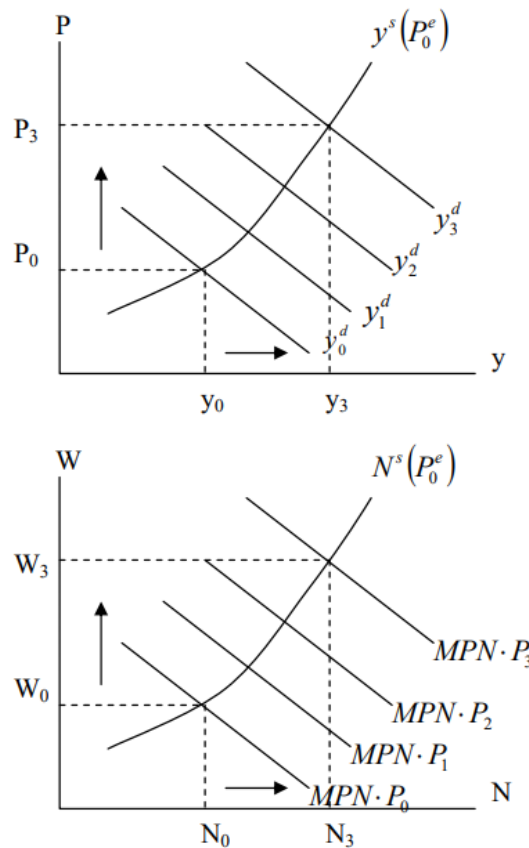 P
y^s(P_0^e)
P_3
y_3^d
P_0
y_2^d
y_1^d
y_0^d
y
y_0
y_3
W
N^s(P_0^e)
W_3
MPN·P_3
W_0
MPN·P_2
MPN·P_1
MPN·P_0
N
N_0
N_3